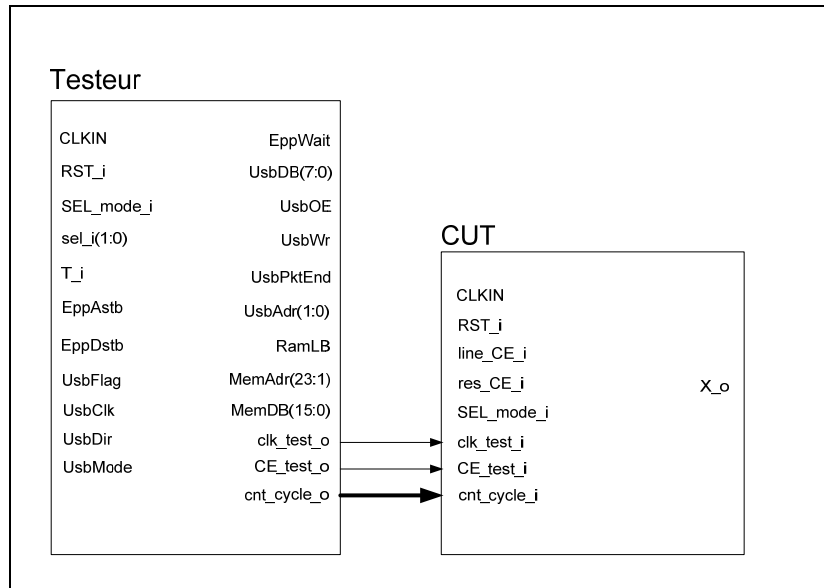 Testeur
CLKIN
RST_i
SEL_mode_i
sel_i(1:0)
T_i
EppAstb
EppDstb
UsbFlag
UsbClk
UsbDir
UsbMode
EppWait
UsbDB(7:0)
UsbOE
UsbWr
UsbPktEnd
UsbAdr(1:0)
RamLB
MemAdr(23:1)
MemDB(15:0)
clk_test_o
CE_test_o
cnt_cycle_o
CUT
CLKIN
RST_i
line_CE_i
res_CE_i
SEL_mode_i
clk_test_i
CE_test_i
cnt_cycle_i
X_o